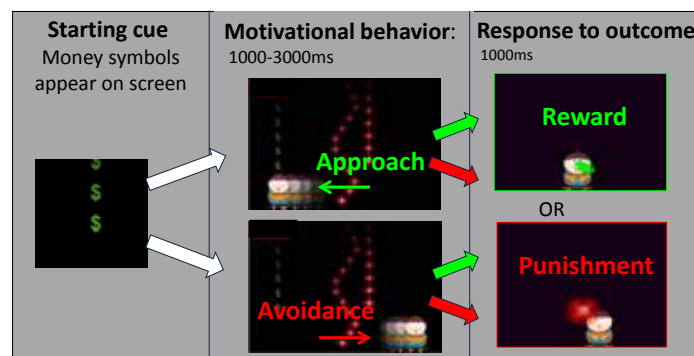 Starting cue
Money symbols
appear on screen
$
$
$
Motivational behavior:
1000-3000ms
Approach
Avoidance
Response to outcome
1000ms
Reward
OR
Punishment